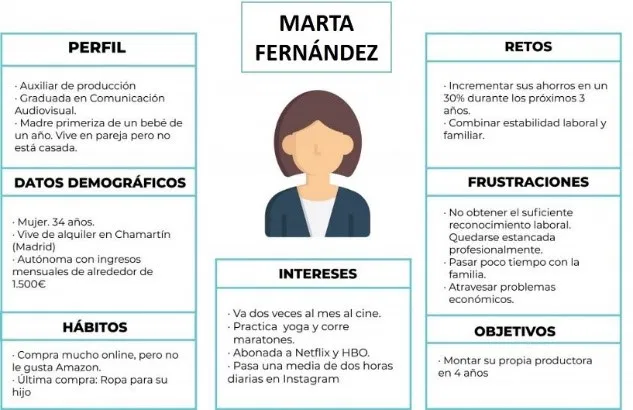 MARTA
FERNÁNDEZ
PERFIL
· Auxiliar de producción
· Graduada en Comunicación
Audiovisual.
· Madre primeriza de un bebé de
un año. Vive en pareja pero no
está casada.
DATOS DEMOGRÁFICOS
· Mujer. 34 años.
· Vive de alquiler en Chamartín
(Madrid)
· Autónoma con ingresos
mensuales de alrededor de
1.500€
HÁBITOS
· Compra mucho online, pero no
le gusta Amazon.
· Última compra: Ropa para su
hijo
INTERESES
· Va dos veces al mes al cine.
· Practica yoga y corre
maratones.
· Abonada a Netflix y HBO.
· Pasa una media de dos horas
diarias en Instagram
RETOS
· Incrementar sus ahorros en un
30% durante los próximos 3
años.
· Combinar estabilidad laboral y
familiar.
FRUSTRACIONES
· No obtener el suficiente
reconocimiento laboral.
Quedarse estancada
profesionalmente.
· Pasar poco tiempo con la
familia.
· Atravesar problemas
económicos.
OBJETIVOS
· Montar su propia productora
en 4 años